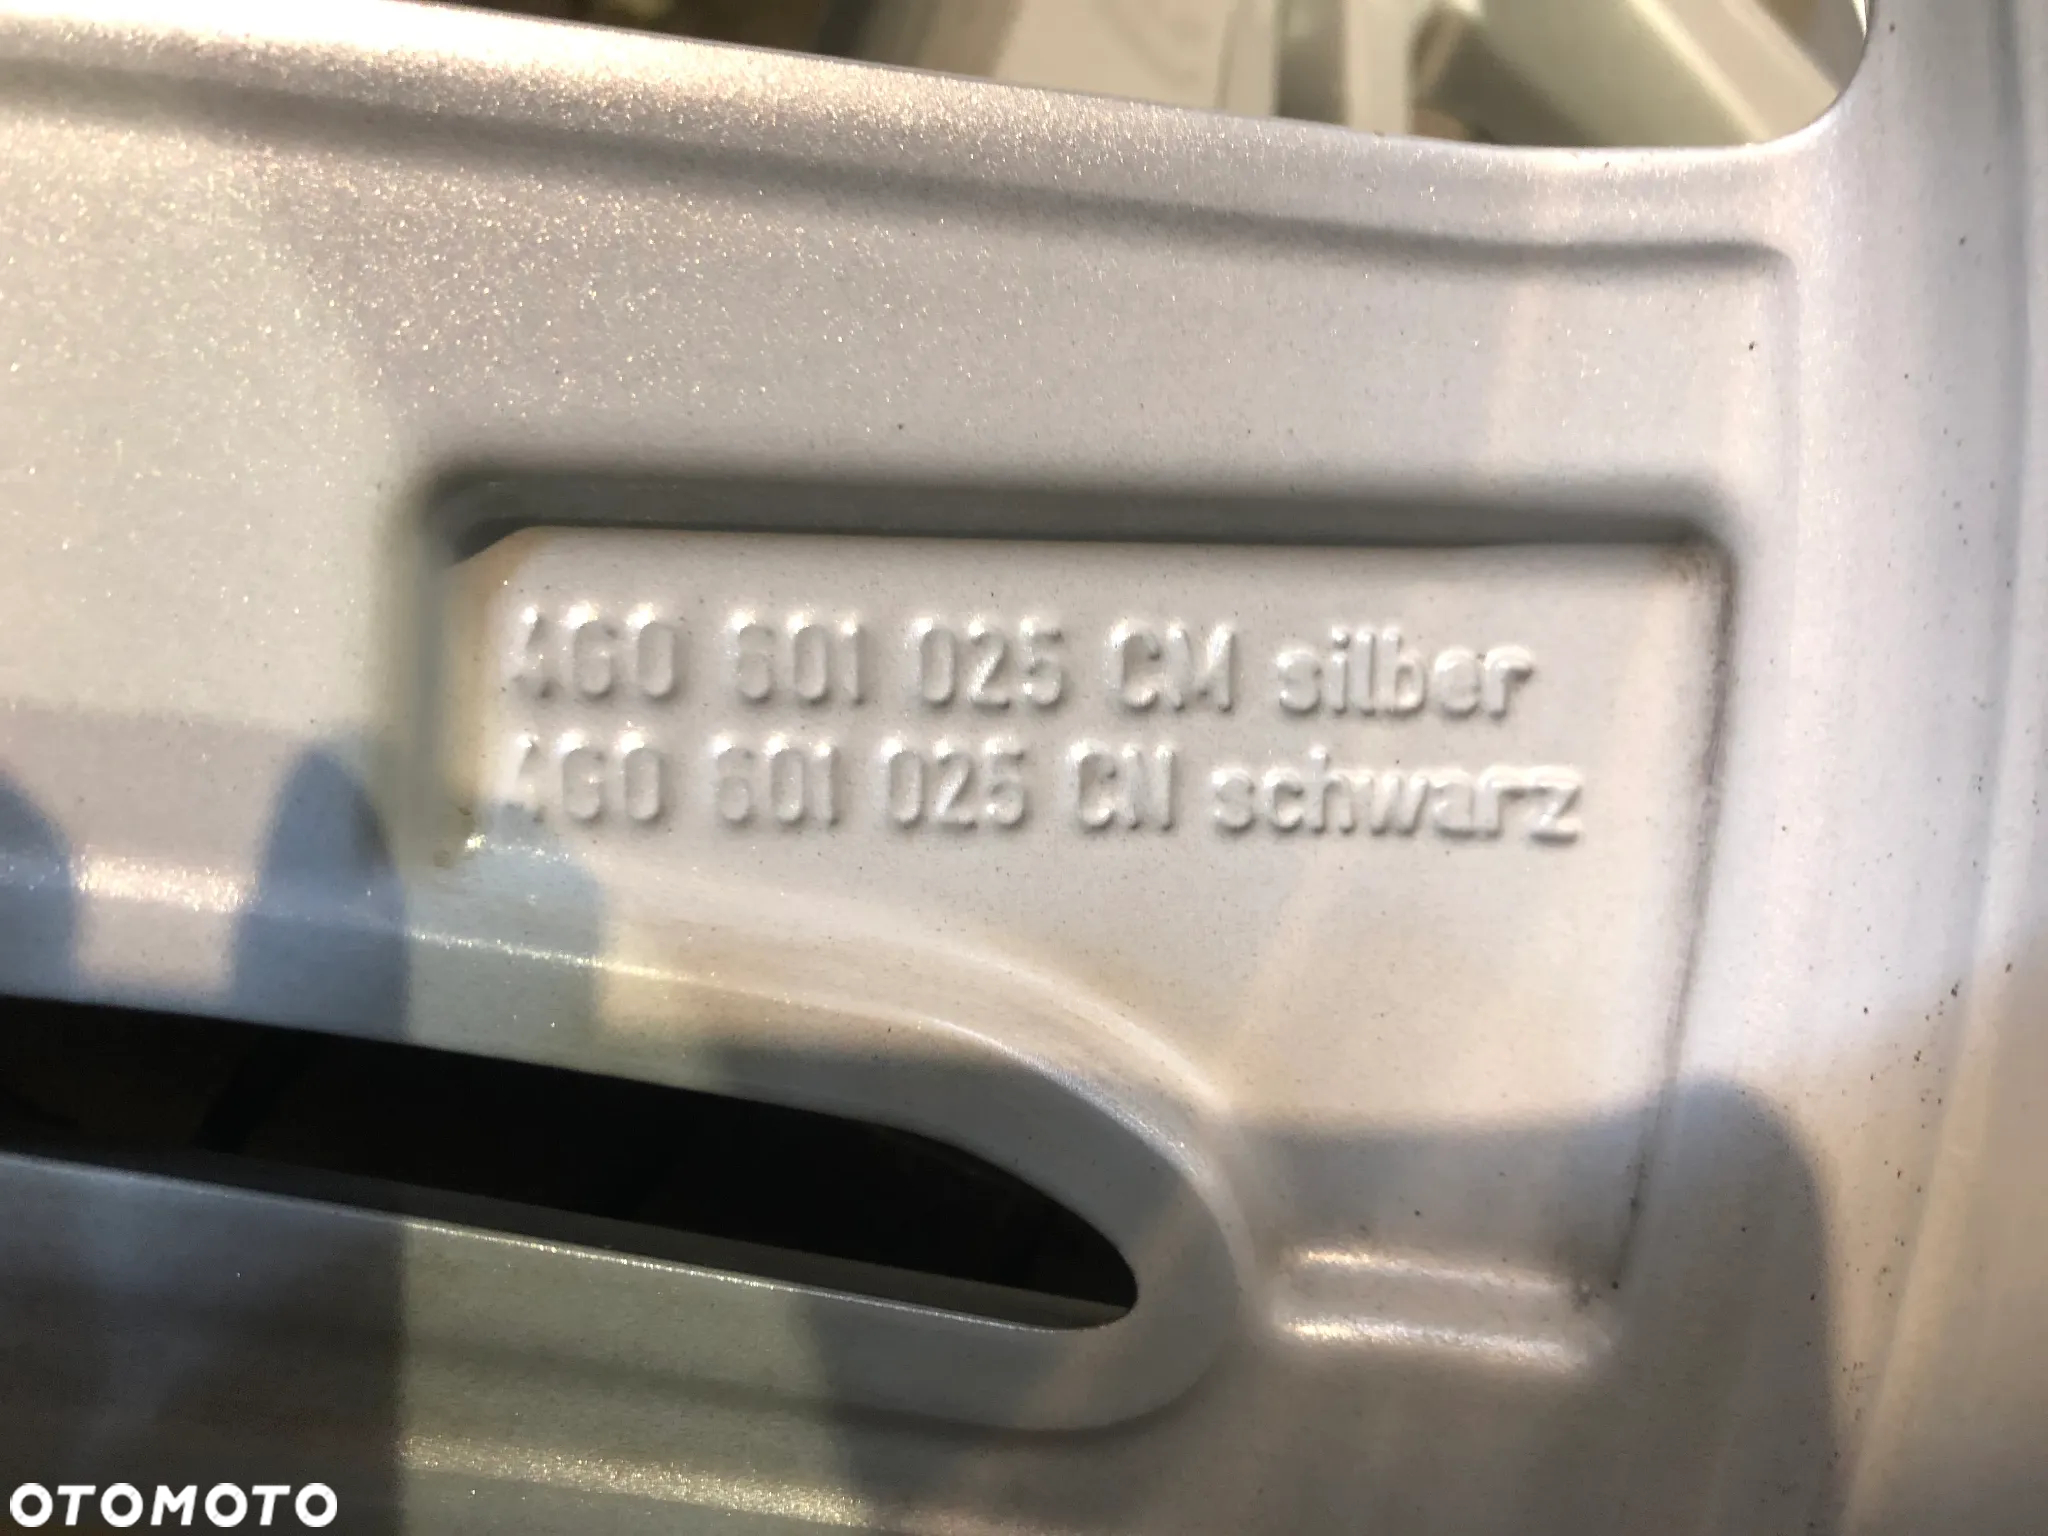 4G0 601 025 CM silber
4G0 601 025 CN schwarz
OTOMOTO